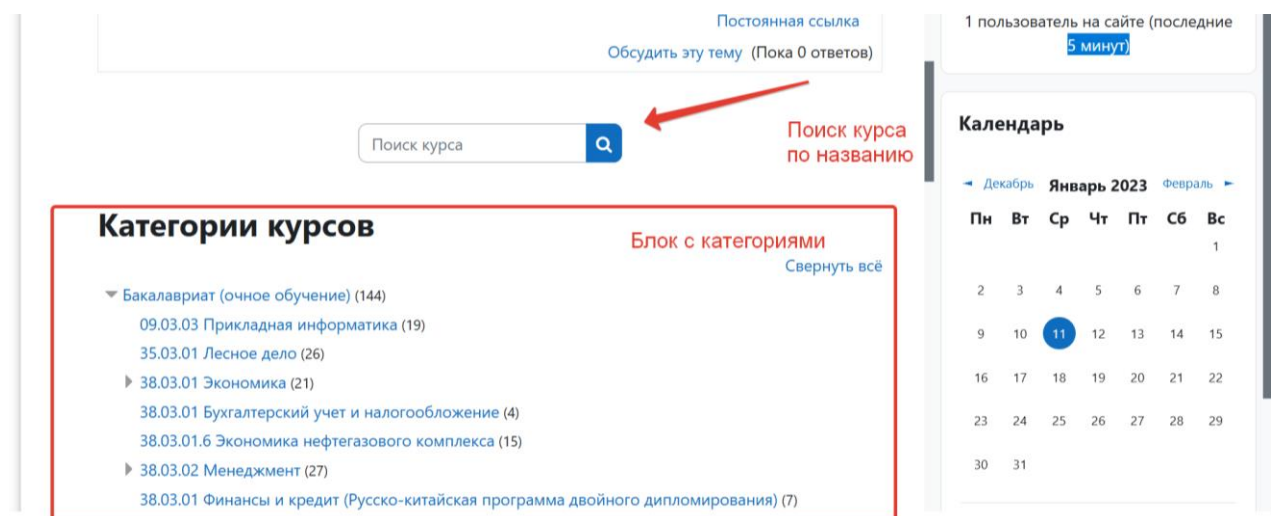 Постоянная ссылка
Обсудить эту тему (Пока 0 ответов)
Поиск курса
Поиск курса
по названию
Категории курсов
Блок с категориями
Свернуть всё
Бакалавриат (очное обучение) (144)
09.03.03 Прикладная информатика (19)
35.03.01 Лесное дело (26)
38.03.01 Экономика (21)
38.03.01 Бухгалтерский учет и налогообложение (4)
38.03.01.6 Экономика нефтегазового комплекса (15)
38.03.02 Менеджмент (27)
38.03.01 Финансы и кредит (Русско-китайская программа двойного дипломирования) (7)
1 пользователь на сайте (последние
5 минут)
Календарь
◄ Декабрь Январь 2023 Февраль ►
Пн Вт Ср Чт Пт Сб Вс
1
2 3 4 5 6 7 8
9 10 11 12 13 14 15
16 17 18 19 20 21 22
23 24 25 26 27 28 29
30 31